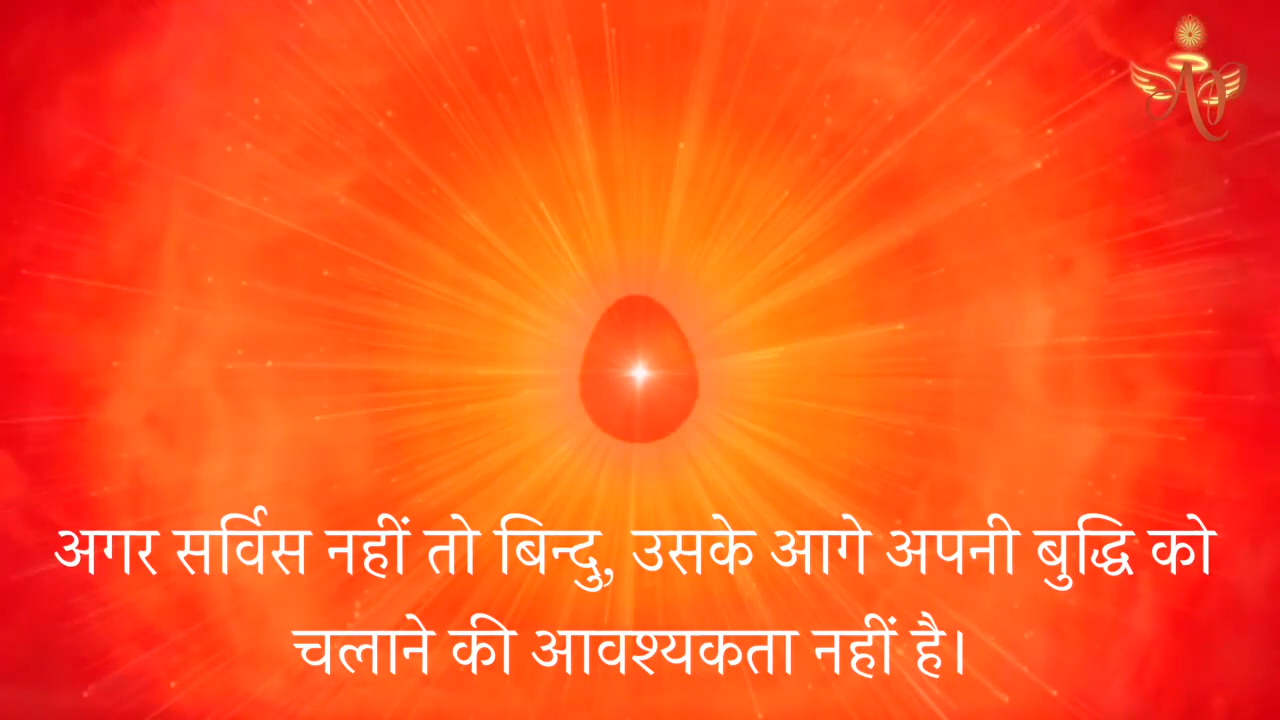 अगर सर्विस नहीं तो बिन्दु, उसके आगे अपनी बुद्धि को
चलाने की आवश्यकता नहीं है।